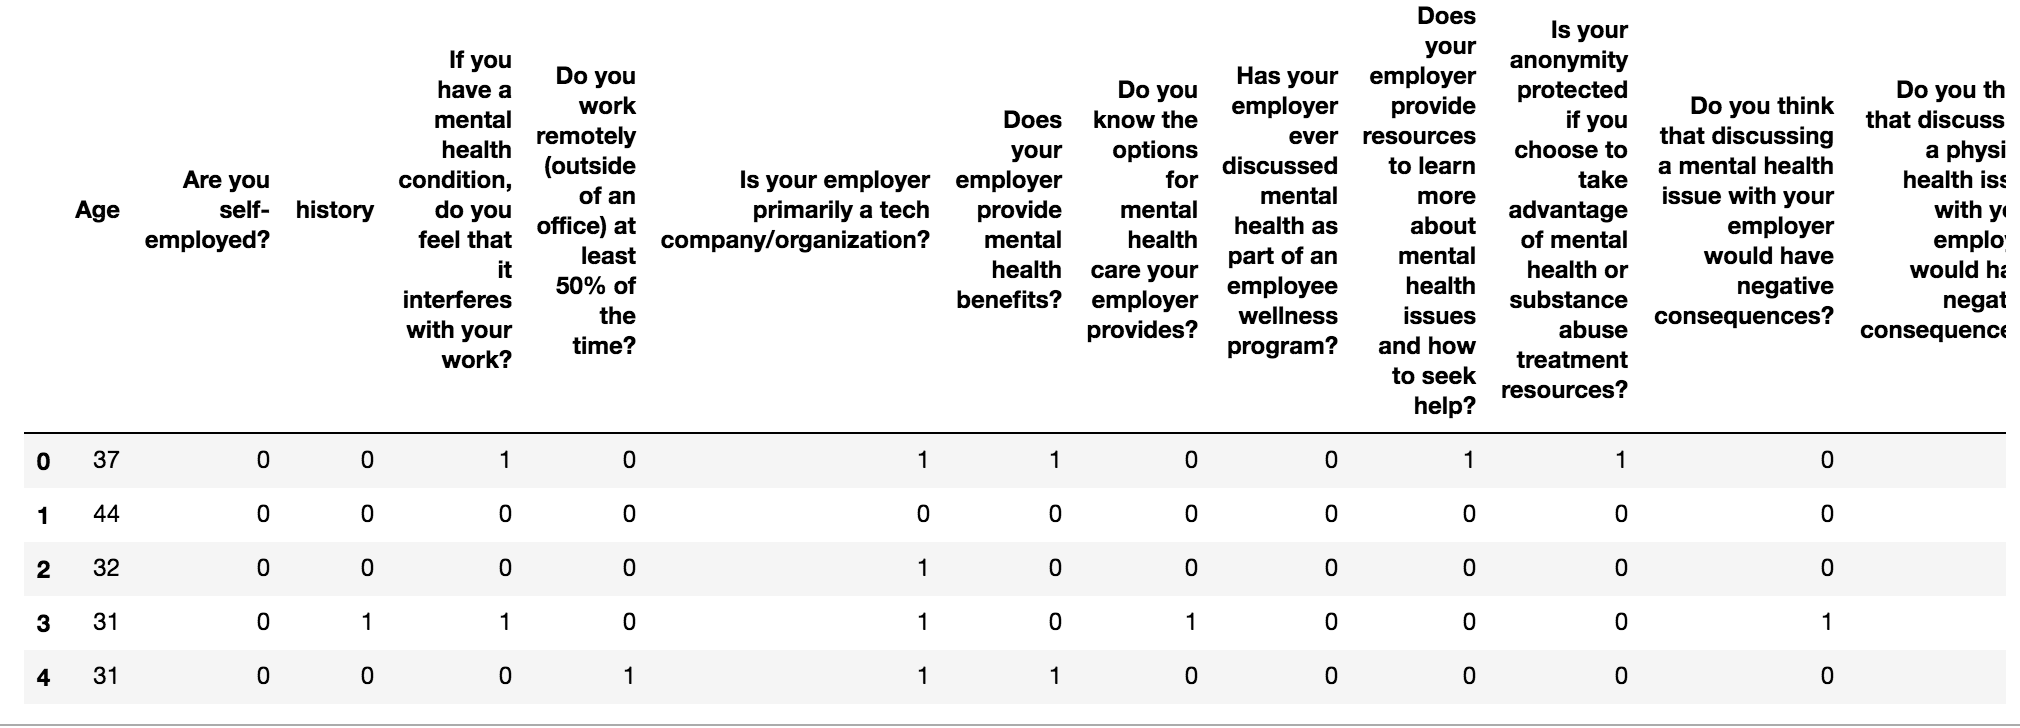 Age
Are you
self-
employed?
history
If you
have a
mental
health
condition,
do you
feel that
it
interferes
with your
work?
Do you
work
remotely
(outside
of an
office) at
least
50% of
the
time?
Is your employer
primarily a tech
company/organization?
Does
your
employer
provide
mental
health
benefits?
Do you
know the
options
for
mental
health
care your
employer
provides?
Has your
employer
ever
discussed
mental
health as
part of an
employee
wellness
program?
Does
your
employer
provide
resources
to learn
more
about
mental
health
issues
and how
to seek
help?
Is your
anonymity
protected
if you
choose to
take
advantage
of mental
health or
substance
abuse
treatment
resources?
Do you think
that discussing
a mental health
issue with your
employer
would have
negative
consequences?
Do you th
that discuss
a physi
health iss
with y
emplo
would ha
negat
consequence
0 37 0 0 1 0 1 1 0 0 1 1 0
1 44 0 0 0 0 0 0 0 0 0 0 0
2 32 0 0 0 0 1 0 0 0 0 0 0
3 31 0 1 1 0 1 0 1 0 0 0 1
4 31 0 0 0 1 1 1 0 0 0 0 0